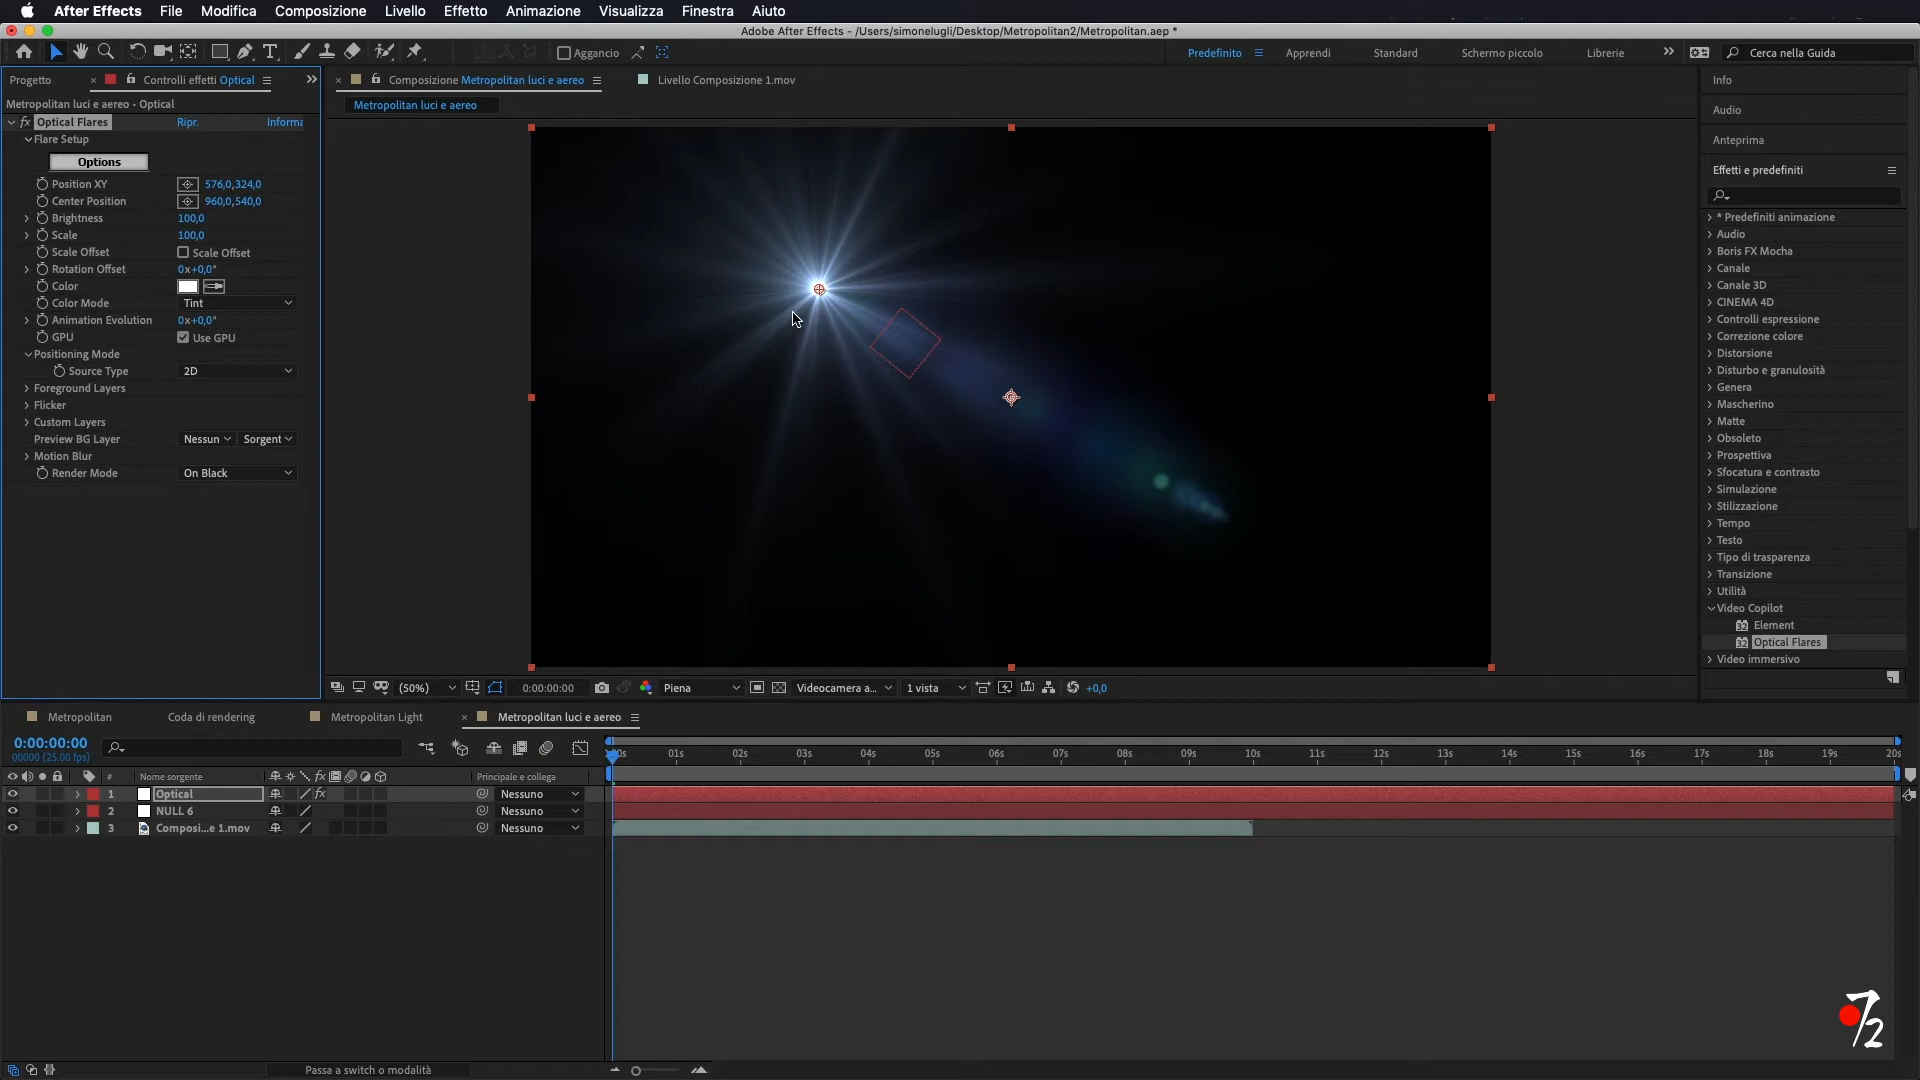 After Effects File Modifica Composizione Livello Effetto Animazione Visualizza Finestra Aiuto
Adobe After Effects - /Users/simonelugli/Desktop/Metropolitan2/Metropolitan.aep *
Aggancio Predefinito Apprendi Standard Schermo piccolo Librerie Cerca nella Guida
Progetto Controlli effetti Optical
Metropolitan luci e aereo - Optical
Optical Flares Ripr. Informa
Flare Setup
Options
Position XY 576,0,324,0
Center Position 960,0,540,0
Brightness 100,0
Scale 100,0
Scale Offset Scale Offset
Rotation Offset 0x+0,0°
Color
Color Mode Tint
Animation Evolution 0x+0,0°
GPU Use GPU
Positioning Mode
Source Type 2D
Foreground Layers
Flicker
Custom Layers
Preview BG Layer Nessun Sorgent
Motion Blur
Render Mode On Black
Composizione Metropolitan luci e aereo Livello Composizione 1.mov
Metropolitan luci e aereo
(50%) 0:00:00:00 Piena Videocamera a... 1 vista +0,0
Info
Audio
Anteprima
Effetti e predefiniti
* Predefiniti animazione
Audio
Boris FX Mocha
Canale
Canale 3D
CINEMA 4D
Controlli espressione
Correzione colore
Distorsione
Disturbo e granulosità
Genera
Mascherino
Matte
Obsoleto
Prospettiva
Sfocatura e contrasto
Simulazione
Stilizzazione
Tempo
Testo
Tipo di trasparenza
Transizione
Utilità
Video Copilot
32 Element
32 Optical Flares
Video immersivo
Metropolitan Coda di rendering Metropolitan Light Metropolitan luci e aereo
0:00:00:00
00000 (25.00 fps)
01s 02s 03s 04s 05s 06s 07s 08s 09s 10s 11s 12s 13s 14s 15s 16s 17s 18s 19s 20s
# Nome sorgente fx Principale e collega
1 Optical fx Nessuno
2 NULL 6 Nessuno
3 Composi...e 1.mov Nessuno
Passa a switch o modalità
7/2